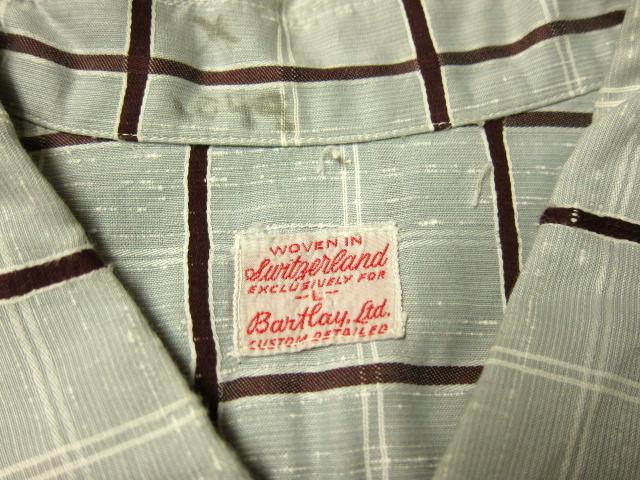 WOVEN IN
Switzerland
EXCLUSIVELY FOR
-L-
BartLay, Ltd.
CUSTOM DETAILED